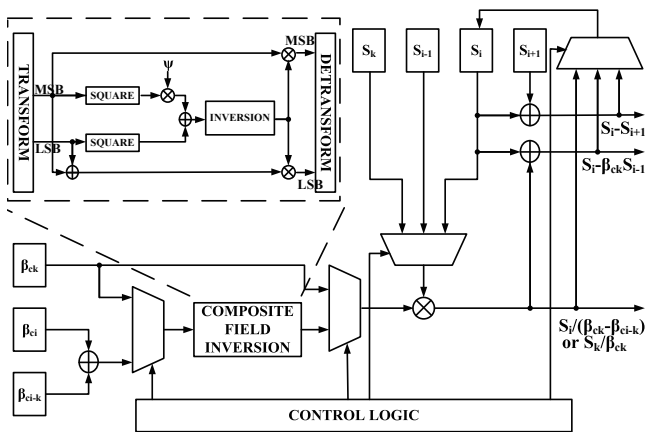 TRANSFORM
MSB
LSB
SQUARE
SQUARE
Ψ
INVERSION
MSB
LSB
DETRANSFORM
Sk
Si-1
Si
Si+1
Si-Si+1
Si-βckSi-1
βck
βci
βci-k
COMPOSITE
FIELD
INVERSION
Si/(βck-βci-k)
or Sk/βck
CONTROL LOGIC